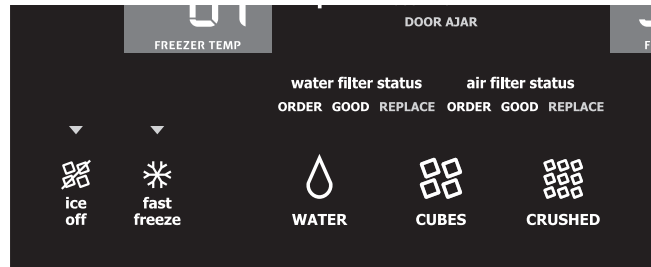 DOOR AJAR
FREEZER TEMP
water filter status air filter status
ORDER GOOD REPLACE ORDER GOOD REPLACE
ice off
fast freeze
WATER
CUBES
CRUSHED